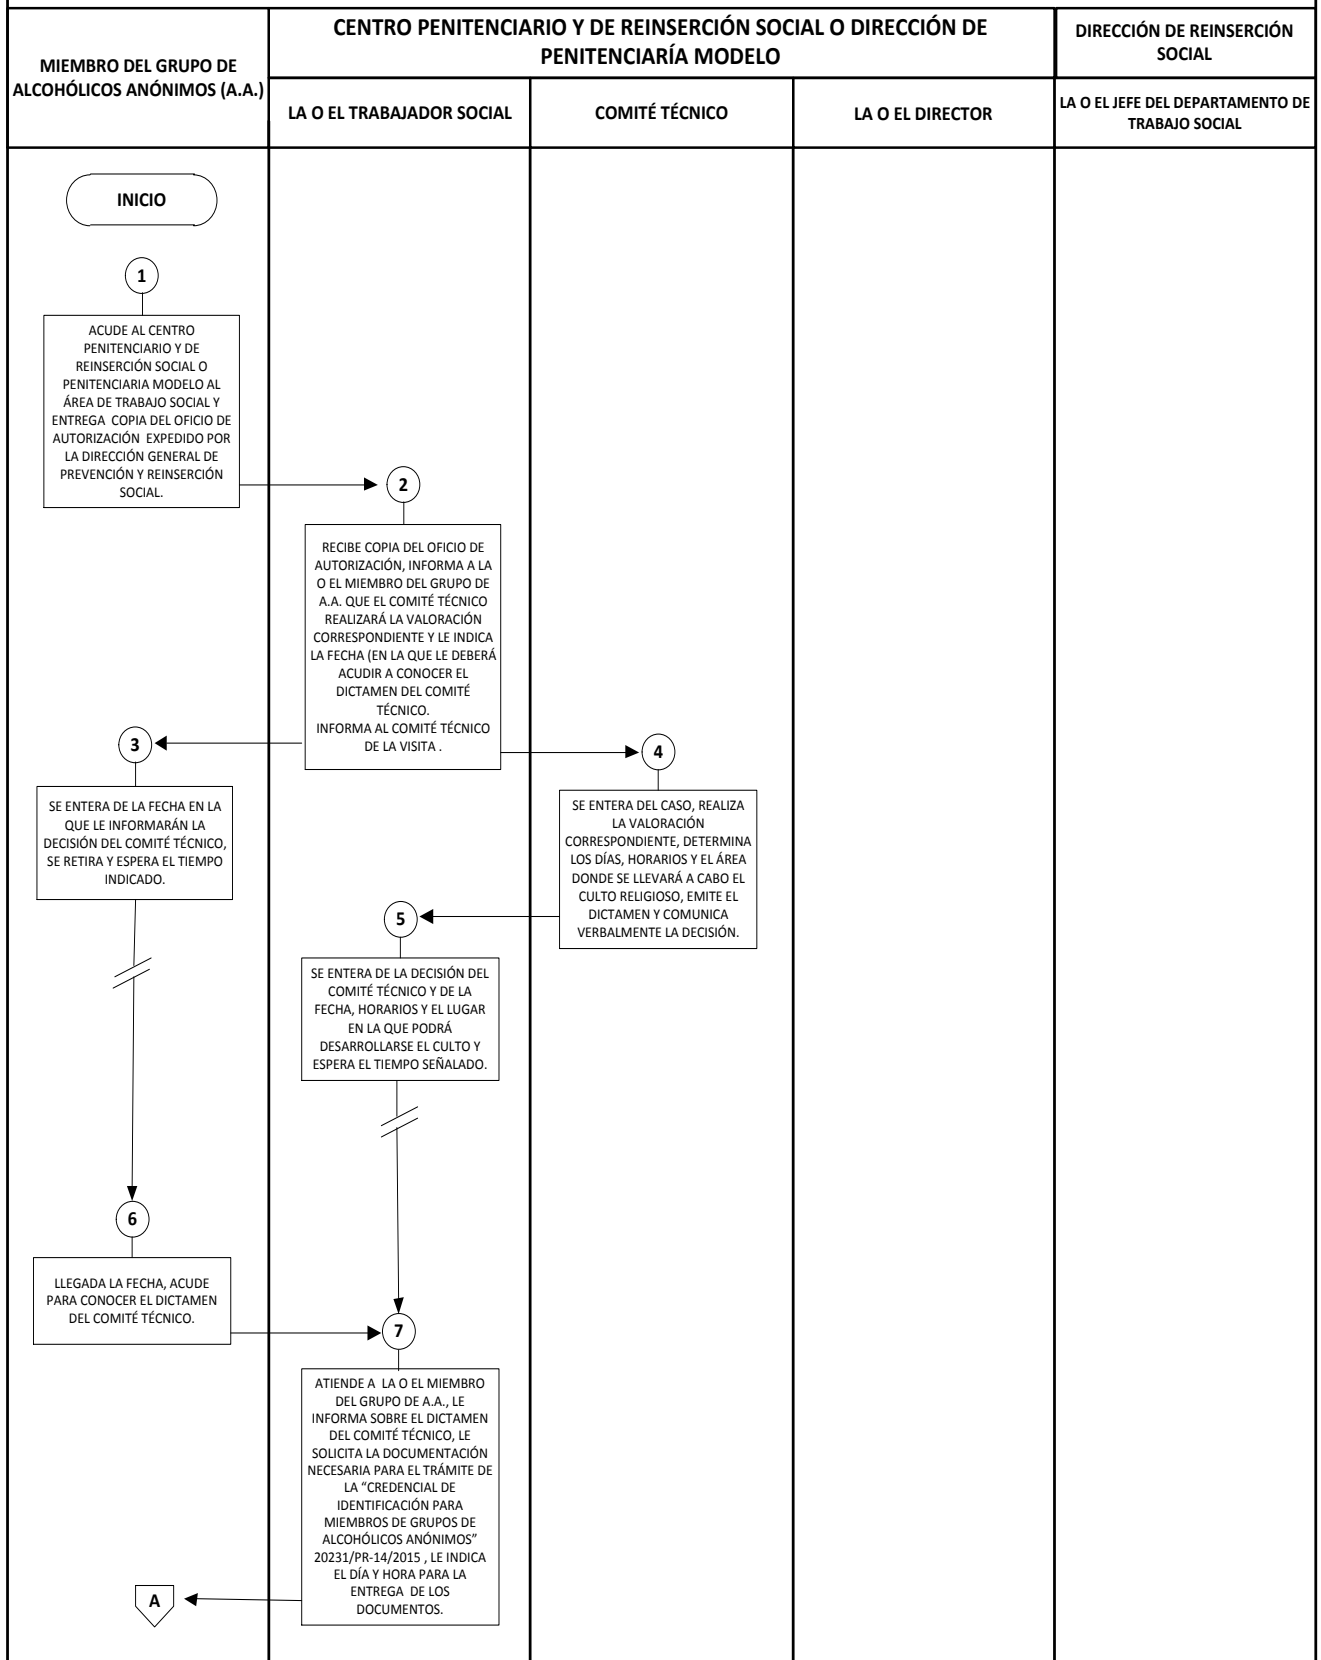 CENTRO PENITENCIARIO Y DE REINSERCIÓN SOCIAL O DIRECCIÓN DE
PENITENCIARÍA MODELO
DIRECCIÓN DE REINSERCIÓN
SOCIAL
MIEMBRO DEL GRUPO DE
ALCOHÓLICOS ANÓNIMOS (A.A.)
LA O EL TRABAJADOR SOCIAL
COMITÉ TÉCNICO
LA O EL DIRECTOR
LA O EL JEFE DEL DEPARTAMENTO DE
TRABAJO SOCIAL
INICIO
1
ACUDE AL CENTRO
PENITENCIARIO Y DE
REINSERCIÓN SOCIAL O
PENITENCIARIA MODELO AL
ÁREA DE TRABAJO SOCIAL Y
ENTREGA COPIA DEL OFICIO DE
AUTORIZACIÓN EXPEDIDO POR
LA DIRECCIÓN GENERAL DE
PREVENCIÓN Y REINSERCIÓN
SOCIAL.
2
RECIBE COPIA DEL OFICIO DE
AUTORIZACIÓN, INFORMA A LA
O EL MIEMBRO DEL GRUPO DE
A.A. QUE EL COMITÉ TÉCNICO
REALIZARÁ LA VALORACIÓN
CORRESPONDIENTE Y LE INDICA
LA FECHA (EN LA QUE LE DEBERÁ
ACUDIR A CONOCER EL
DICTAMEN DEL COMITÉ
TÉCNICO.
INFORMA AL COMITÉ TÉCNICO
DE LA VISITA .
3
SE ENTERA DE LA FECHA EN LA
QUE LE INFORMARÁN LA
DECISIÓN DEL COMITÉ TÉCNICO,
SE RETIRA Y ESPERA EL TIEMPO
INDICADO.
4
SE ENTERA DEL CASO, REALIZA
LA VALORACIÓN
CORRESPONDIENTE, DETERMINA
LOS DÍAS, HORARIOS Y EL ÁREA
DONDE SE LLEVARÁ A CABO EL
CULTO RELIGIOSO, EMITE EL
DICTAMEN Y COMUNICA
VERBALMENTE LA DECISIÓN.
5
SE ENTERA DE LA DECISIÓN DEL
COMITÉ TÉCNICO Y DE LA
FECHA, HORARIOS Y EL LUGAR
EN LA QUE PODRÁ
DESARROLLARSE EL CULTO Y
ESPERA EL TIEMPO SEÑALADO.
6
LLEGADA LA FECHA, ACUDE
PARA CONOCER EL DICTAMEN
DEL COMITÉ TÉCNICO.
7
ATIENDE A LA O EL MIEMBRO
DEL GRUPO DE A.A., LE
INFORMA SOBRE EL DICTAMEN
DEL COMITÉ TÉCNICO, LE
SOLICITA LA DOCUMENTACIÓN
NECESARIA PARA EL TRÁMITE DE
LA “CREDENCIAL DE
IDENTIFICACIÓN PARA
MIEMBROS DE GRUPOS DE
ALCOHÓLICOS ANÓNIMOS”
20231/PR-14/2015 , LE INDICA
EL DÍA Y HORA PARA LA
ENTREGA DE LOS
DOCUMENTOS.
A